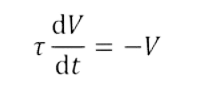 τ dV/dt = −V